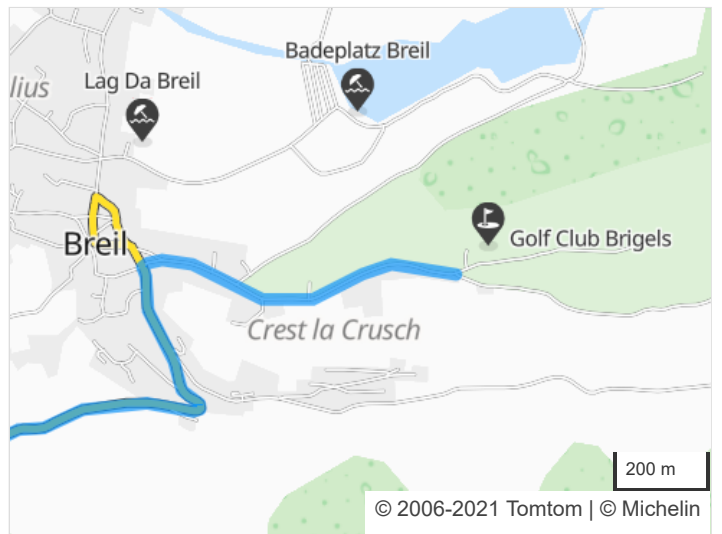 Badeplatz Breil
Lag Da Breil
lius
Breil
Golf Club Brigels
Crest la Crusch
200 m
© 2006-2021 Tomtom | © Michelin